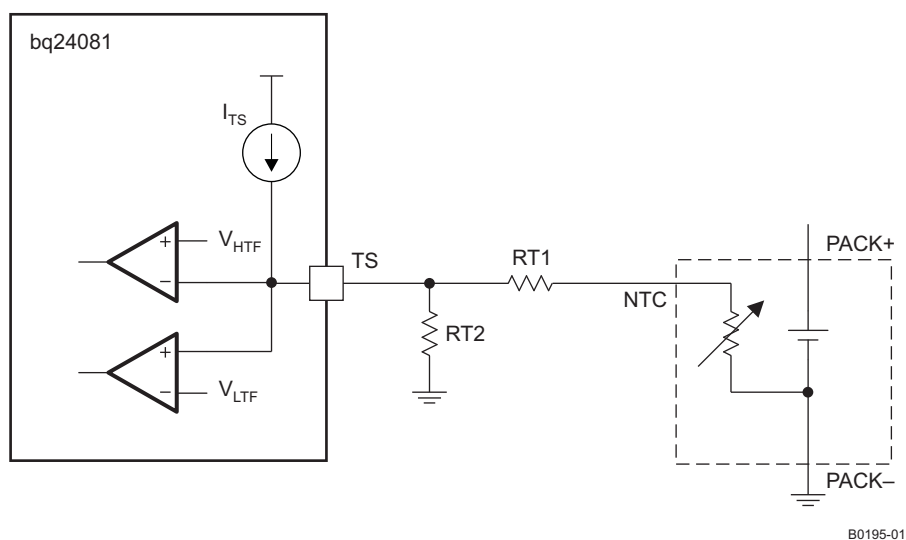 bq24081
I_TS
+
V_HTF
−
TS
RT1
PACK+
NTC
RT2
+
−
V_LTF
PACK–
B0195-01